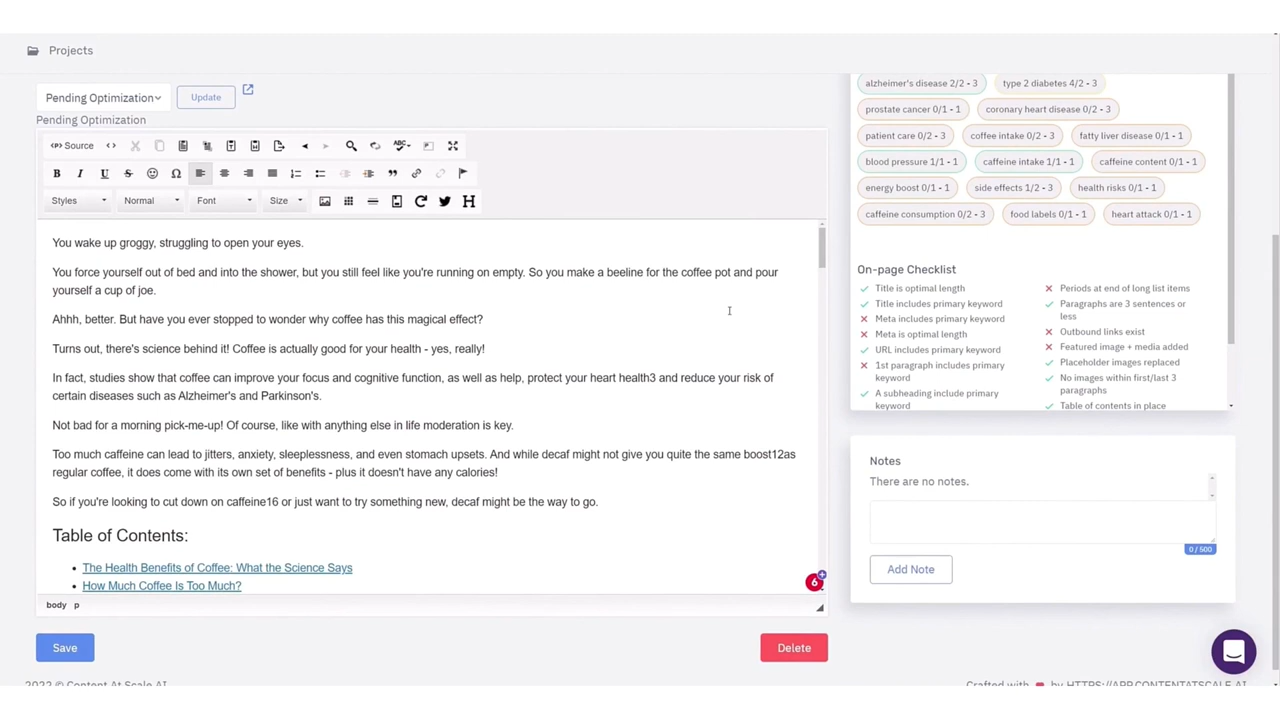 Projects
Pending Optimization
Update
Pending Optimization
Source
ABC
B I U S Ω
Styles Normal Font Size H
You wake up groggy, struggling to open your eyes.
You force yourself out of bed and into the shower, but you still feel like you're running on empty. So you make a beeline for the coffee pot and pour
yourself a cup of joe.
Ahhh, better. But have you ever stopped to wonder why coffee has this magical effect?
Turns out, there's science behind it! Coffee is actually good for your health - yes, really!
In fact, studies show that coffee can improve your focus and cognitive function, as well as help, protect your heart health3 and reduce your risk of
certain diseases such as Alzheimer's and Parkinson's.
Not bad for a morning pick-me-up! Of course, like with anything else in life moderation is key.
Too much caffeine can lead to jitters, anxiety, sleeplessness, and even stomach upsets. And while decaf might not give you quite the same boost12as
regular coffee, it does come with its own set of benefits - plus it doesn't have any calories!
So if you're looking to cut down on caffeine16 or just want to try something new, decaf might be the way to go.
Table of Contents:
The Health Benefits of Coffee: What the Science Says
How Much Coffee Is Too Much?
6
body p
Save
Delete
alzheimer's disease 2/2 - 3 type 2 diabetes 4/2 - 3
prostate cancer 0/1 - 1 coronary heart disease 0/2 - 3
patient care 0/2 - 3 coffee intake 0/2 - 3 fatty liver disease 0/1 - 1
blood pressure 1/1 - 1 caffeine intake 1/1 - 1 caffeine content 0/1 - 1
energy boost 0/1 - 1 side effects 1/2 - 3 health risks 0/1 - 1
caffeine consumption 0/2 - 3 food labels 0/1 - 1 heart attack 0/1 - 1
On-page Checklist
Title is optimal length
Title includes primary keyword
Meta includes primary keyword
Meta is optimal length
URL includes primary keyword
1st paragraph includes primary
keyword
A subheading include primary
keyword
Periods at end of long list items
Paragraphs are 3 sentences or
less
Outbound links exist
Featured image + media added
Placeholder images replaced
No images within first/last 3
paragraphs
Table of contents in place
Notes
There are no notes.
0 / 500
Add Note
2022 © Content At Scale AI
Crafted with by HTTPS://APP.CONTENTATSCALE.AI